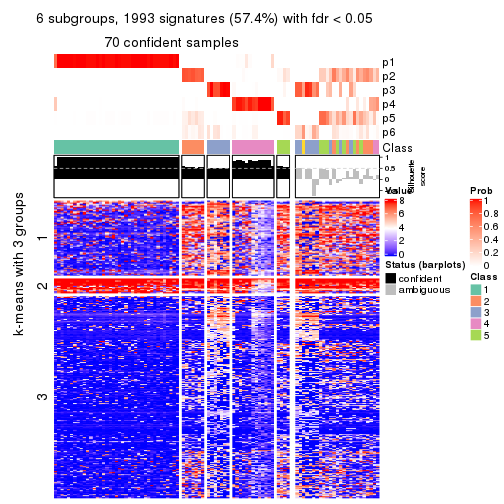 6 subgroups, 1993 signatures (57.4%) with fdr < 0.05
70 confident samples
p1
p2
p3
p4
p5
p6
Class
1
0.5
0
Silhouette
score
k-means with 3 groups
1
2
3
Value
8
6
4
2
0
Status (barplots)
confident
ambiguous
Prob
1
0.8
0.6
0.4
0.2
0
Class
1
2
3
4
5